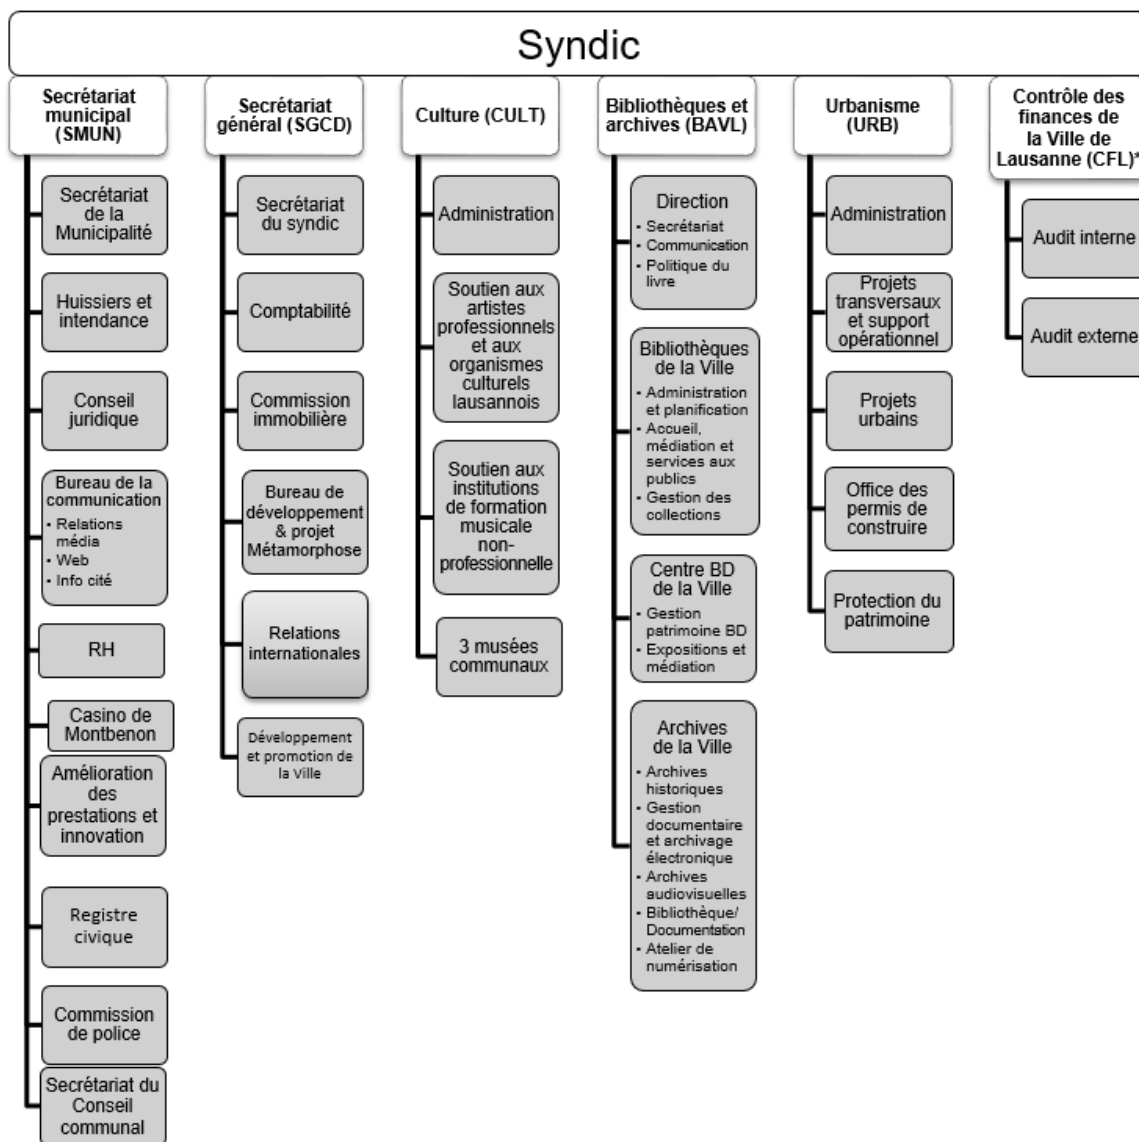 Syndic
Secrétariat
municipal
(SMUN)
Secrétariat
de la
Municipalité
Huissiers et
intendance
Conseil
juridique
Bureau de la
communication
• Relations
média
• Web
• Info cité
RH
Casino de
Montbenon
Amélioration
des
prestations et
innovation
Registre
civique
Commission
de police
Secrétariat du
Conseil
communal
Secrétariat
général (SGCD)
Secrétariat
du syndic
Comptabilité
Commission
immobilière
Bureau de
développement
& projet
Métamorphose
Relations
internationales
Développement
et promotion de
la Ville
Culture (CULT)
Administration
Soutien aux
artistes
professionnels
et aux
organismes
culturels
lausannois
Soutien aux
institutions
de formation
musicale
non-
professionnelle
3 musées
communaux
Bibliothèques et
archives (BAVL)
Direction
• Secrétariat
• Communication
• Politique du
livre
Bibliothèques
de la Ville
• Administration
et planification
• Accueil,
médiation et
services aux
publics
• Gestion des
collections
Centre BD
de la Ville
• Gestion
patrimoine BD
• Expositions et
médiation
Archives
de la Ville
• Archives
historiques
• Gestion
documentaire
et archivage
électronique
• Archives
audiovisuelles
• Bibliothèque/
Documentation
• Atelier de
numérisation
Urbanisme
(URB)
Administration
Projets
transversaux
et support
opérationnel
Projets
urbains
Office des
permis de
construire
Protection du
patrimoine
Contrôle des
finances de
la Ville de
Lausanne (CFL)*
Audit interne
Audit externe